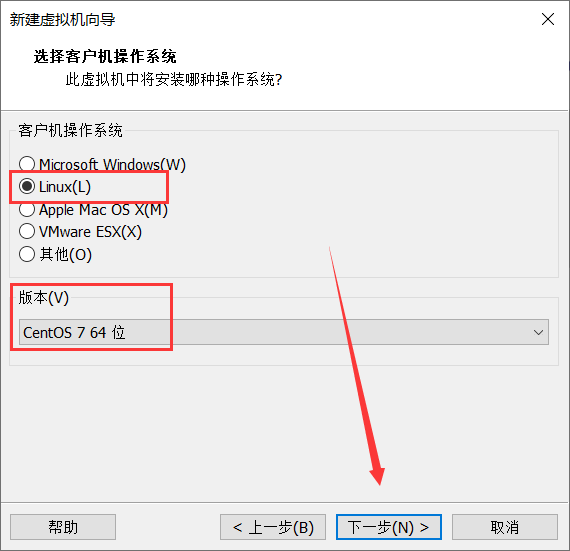 新建虚拟机向导
选择客户机操作系统
此虚拟机中将安装哪种操作系统?
客户机操作系统
Microsoft Windows(W)
Linux(L)
Apple Mac OS X(M)
VMware ESX(X)
其他(O)
版本(V)
CentOS 7 64 位
帮助
< 上一步(B)
下一步(N) >
取消